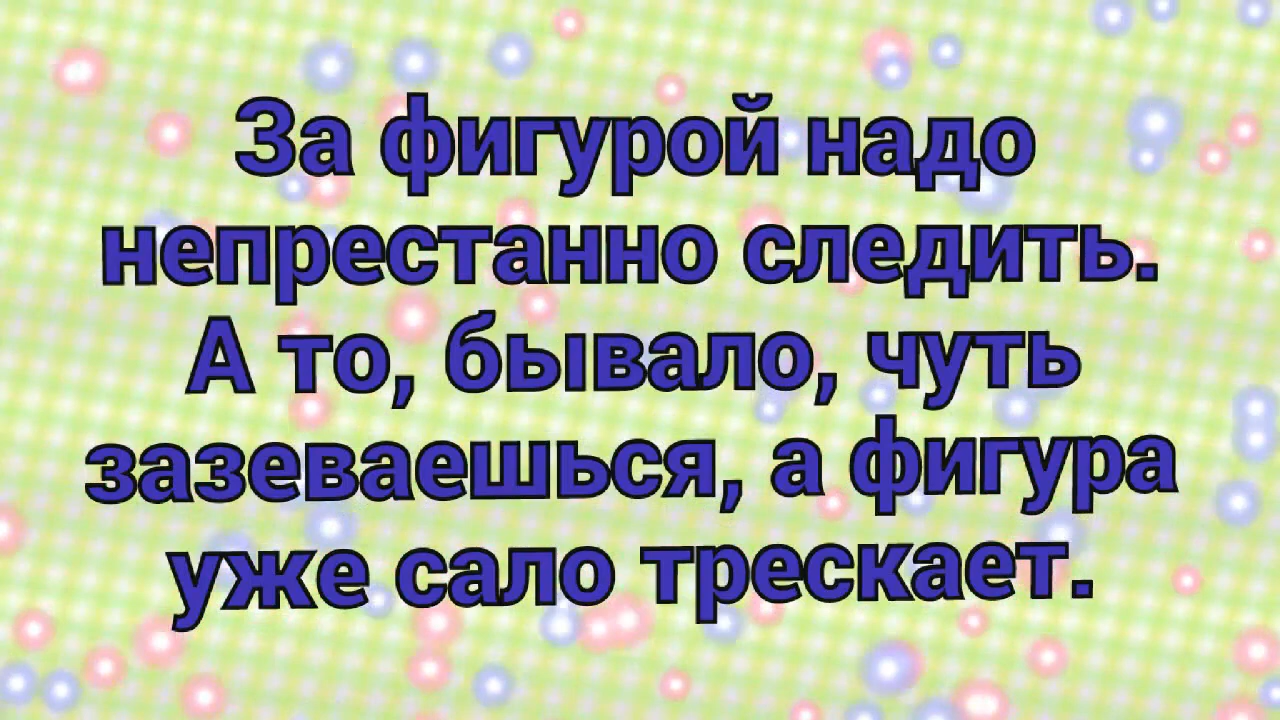 За фигурой надо
непрестанно следить.
А то, бывало, чуть
зазеваешься, а фигура
уже сало трескает.